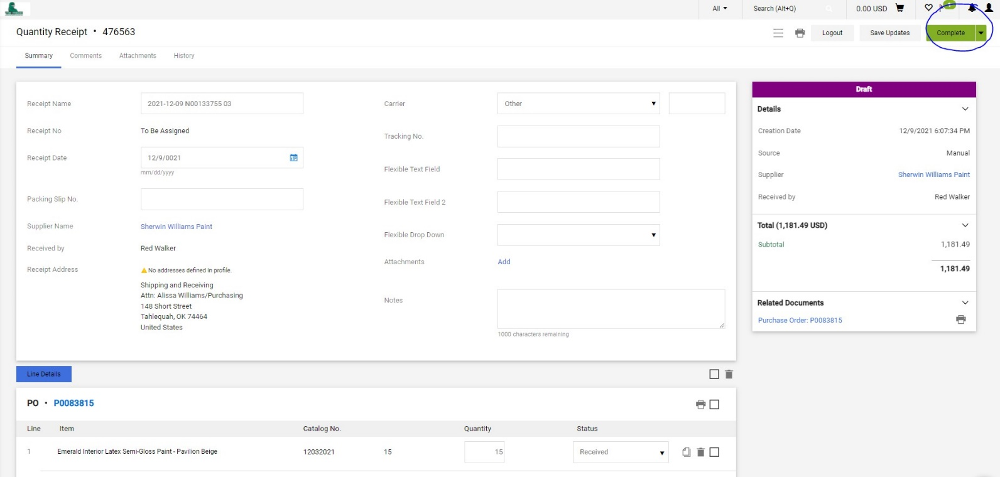 All
Search (Alt+Q)
0.00 USD
Quantity Receipt • 476563
Logout
Save Updates
Complete
Summary
Comments
Attachments
History
Receipt Name
2021-12-09 N00133755 03
Receipt No
To Be Assigned
Receipt Date
12/9/0021
mm/dd/yyyy
Packing Slip No.
Supplier Name
Sherwin Williams Paint
Received by
Red Walker
Receipt Address
No addresses defined in profile.
Shipping and Receiving
Attn: Alissa Williams/Purchasing
148 Short Street
Tahlequah, OK 74464
United States
Carrier
Other
Tracking No.
Flexible Text Field
Flexible Text Field 2
Flexible Drop Down
Attachments
Add
Notes
1000 characters remaining
Draft
Details
Creation Date
12/9/2021 6:07:34 PM
Source
Manual
Supplier
Sherwin Williams Paint
Received by
Red Walker
Total (1,181.49 USD)
Subtotal
1,181.49
1,181.49
Related Documents
Purchase Order: P0083815
Line Details
PO • P0083815
Line Item Catalog No. Quantity Status
1 Emerald Interior Latex Semi-Gloss Paint - Pavilion Beige 12032021 15 15 Received